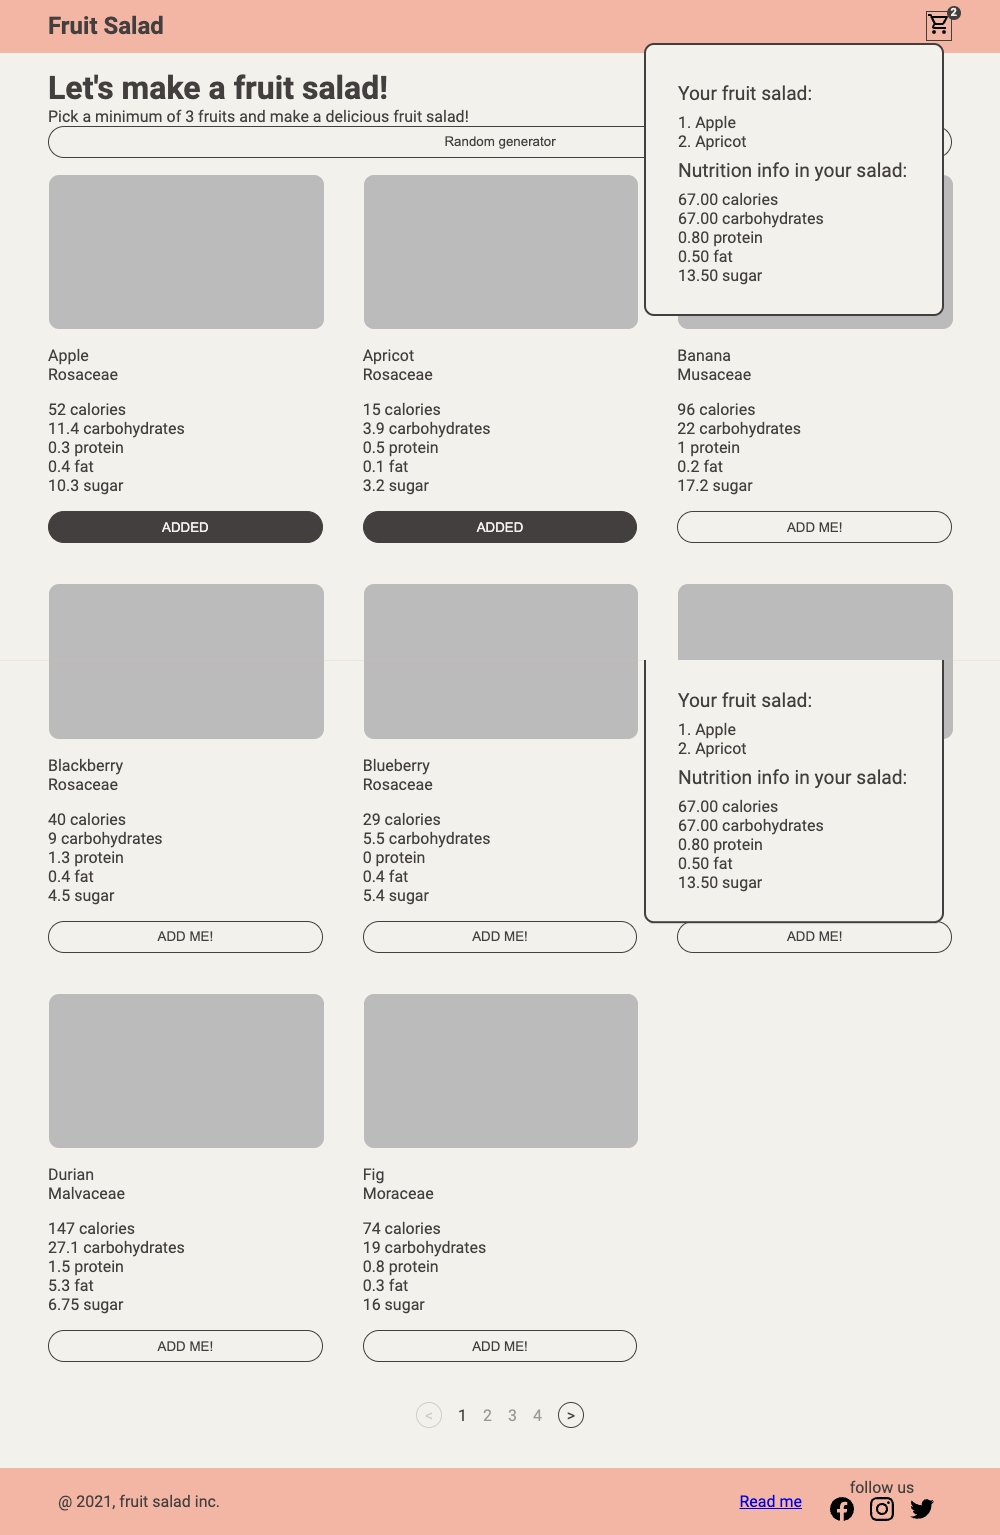 Fruit Salad
2
Let's make a fruit salad!
Pick a minimum of 3 fruits and make a delicious fruit salad!
Random generator
Your fruit salad:
1. Apple
2. Apricot
Nutrition info in your salad:
67.00 calories
67.00 carbohydrates
0.80 protein
0.50 fat
13.50 sugar
Apple
Rosaceae
52 calories
11.4 carbohydrates
0.3 protein
0.4 fat
10.3 sugar
ADDED
Apricot
Rosaceae
15 calories
3.9 carbohydrates
0.5 protein
0.1 fat
3.2 sugar
ADDED
Banana
Musaceae
96 calories
22 carbohydrates
1 protein
0.2 fat
17.2 sugar
ADD ME!
Blackberry
Rosaceae
40 calories
9 carbohydrates
1.3 protein
0.4 fat
4.5 sugar
ADD ME!
Blueberry
Rosaceae
29 calories
5.5 carbohydrates
0 protein
0.4 fat
5.4 sugar
ADD ME!
Your fruit salad:
1. Apple
2. Apricot
Nutrition info in your salad:
67.00 calories
67.00 carbohydrates
0.80 protein
0.50 fat
13.50 sugar
ADD ME!
Durian
Malvaceae
147 calories
27.1 carbohydrates
1.5 protein
5.3 fat
6.75 sugar
ADD ME!
Fig
Moraceae
74 calories
19 carbohydrates
0.8 protein
0.3 fat
16 sugar
ADD ME!
< 1 2 3 4 >
@ 2021, fruit salad inc.
Read me
follow us